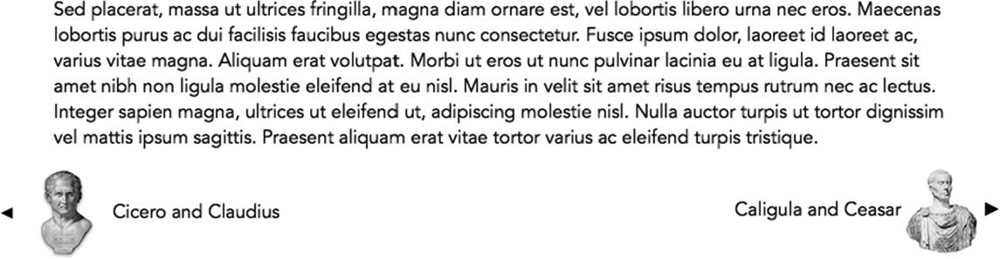 Sed placerat, massa ut ultrices fringilla, magna diam ornare est, vel lobortis libero urna nec eros. Maecenas
lobortis purus ac dui facilisis faucibus egestas nunc consectetur. Fusce ipsum dolor, laoreet id laoreet ac,
varius vitae magna. Aliquam erat volutpat. Morbi ut eros ut nunc pulvinar lacinia eu at ligula. Praesent sit
amet nibh non ligula molestie eleifend at eu nisl. Mauris in velit sit amet risus tempus rutrum nec ac lectus.
Integer sapien magna, ultrices ut eleifend ut, adipiscing molestie nisl. Nulla auctor turpis ut tortor dignissim
vel mattis ipsum sagittis. Praesent aliquam erat vitae tortor varius ac eleifend turpis tristique.
Cicero and Claudius
Caligula and Ceasar